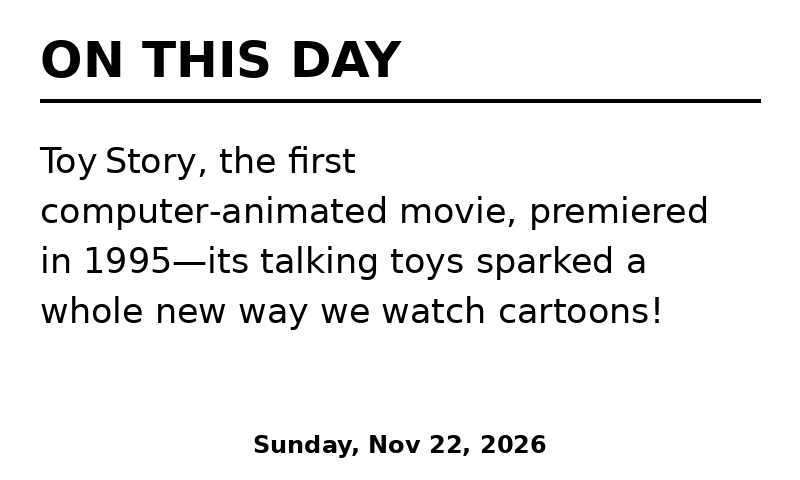 ON THIS DAY
Toy Story, the first
computer-animated movie, premiered
in 1995—its talking toys sparked a
whole new way we watch cartoons!
Sunday, Nov 22, 2026